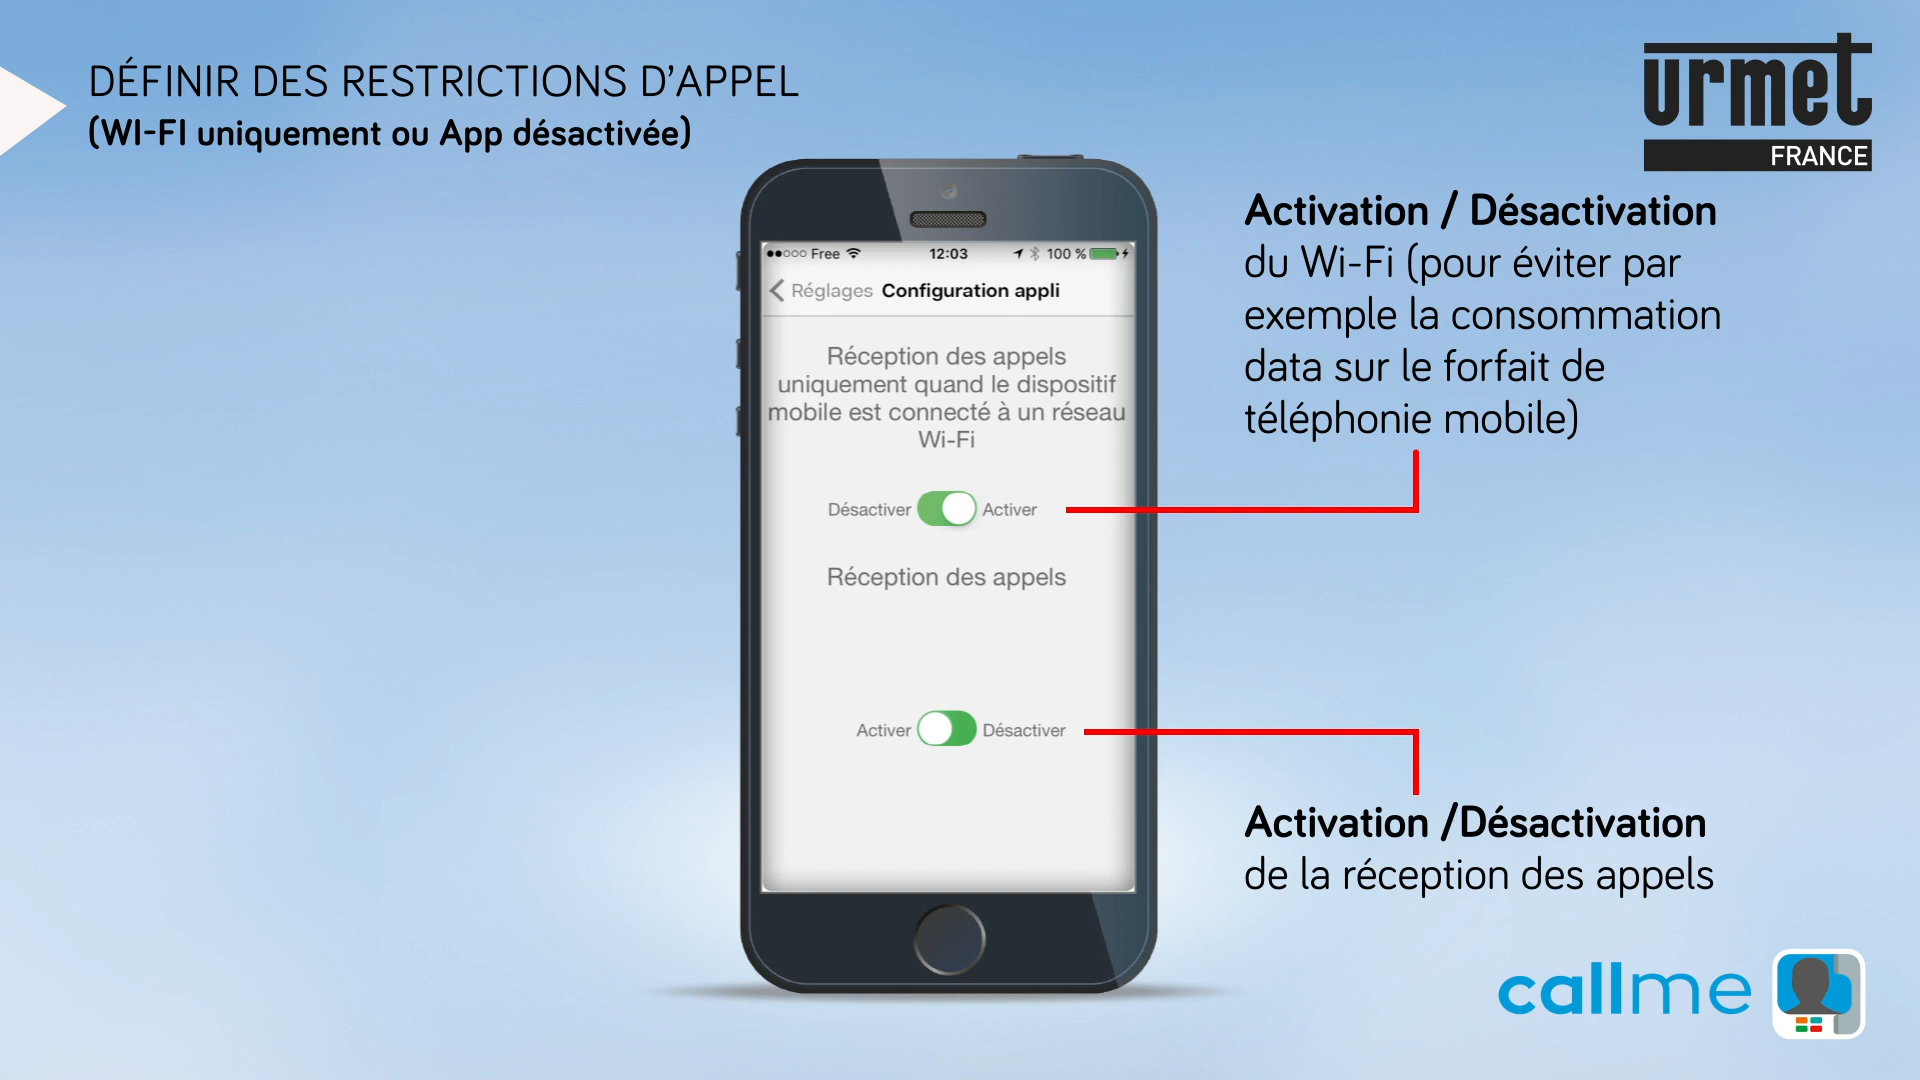 DÉFINIR DES RESTRICTIONS D'APPEL
(WI-FI uniquement ou App désactivée)
urmet
FRANCE
Free 12:03 100 %
Réglages Configuration appli
Réception des appels
uniquement quand le dispositif
mobile est connecté à un réseau
Wi-Fi
Désactiver Activer
Réception des appels
Activer Désactiver
Activation / Désactivation
du Wi-Fi (pour éviter par
exemple la consommation
data sur le forfait de
téléphonie mobile)
Activation /Désactivation
de la réception des appels
callme